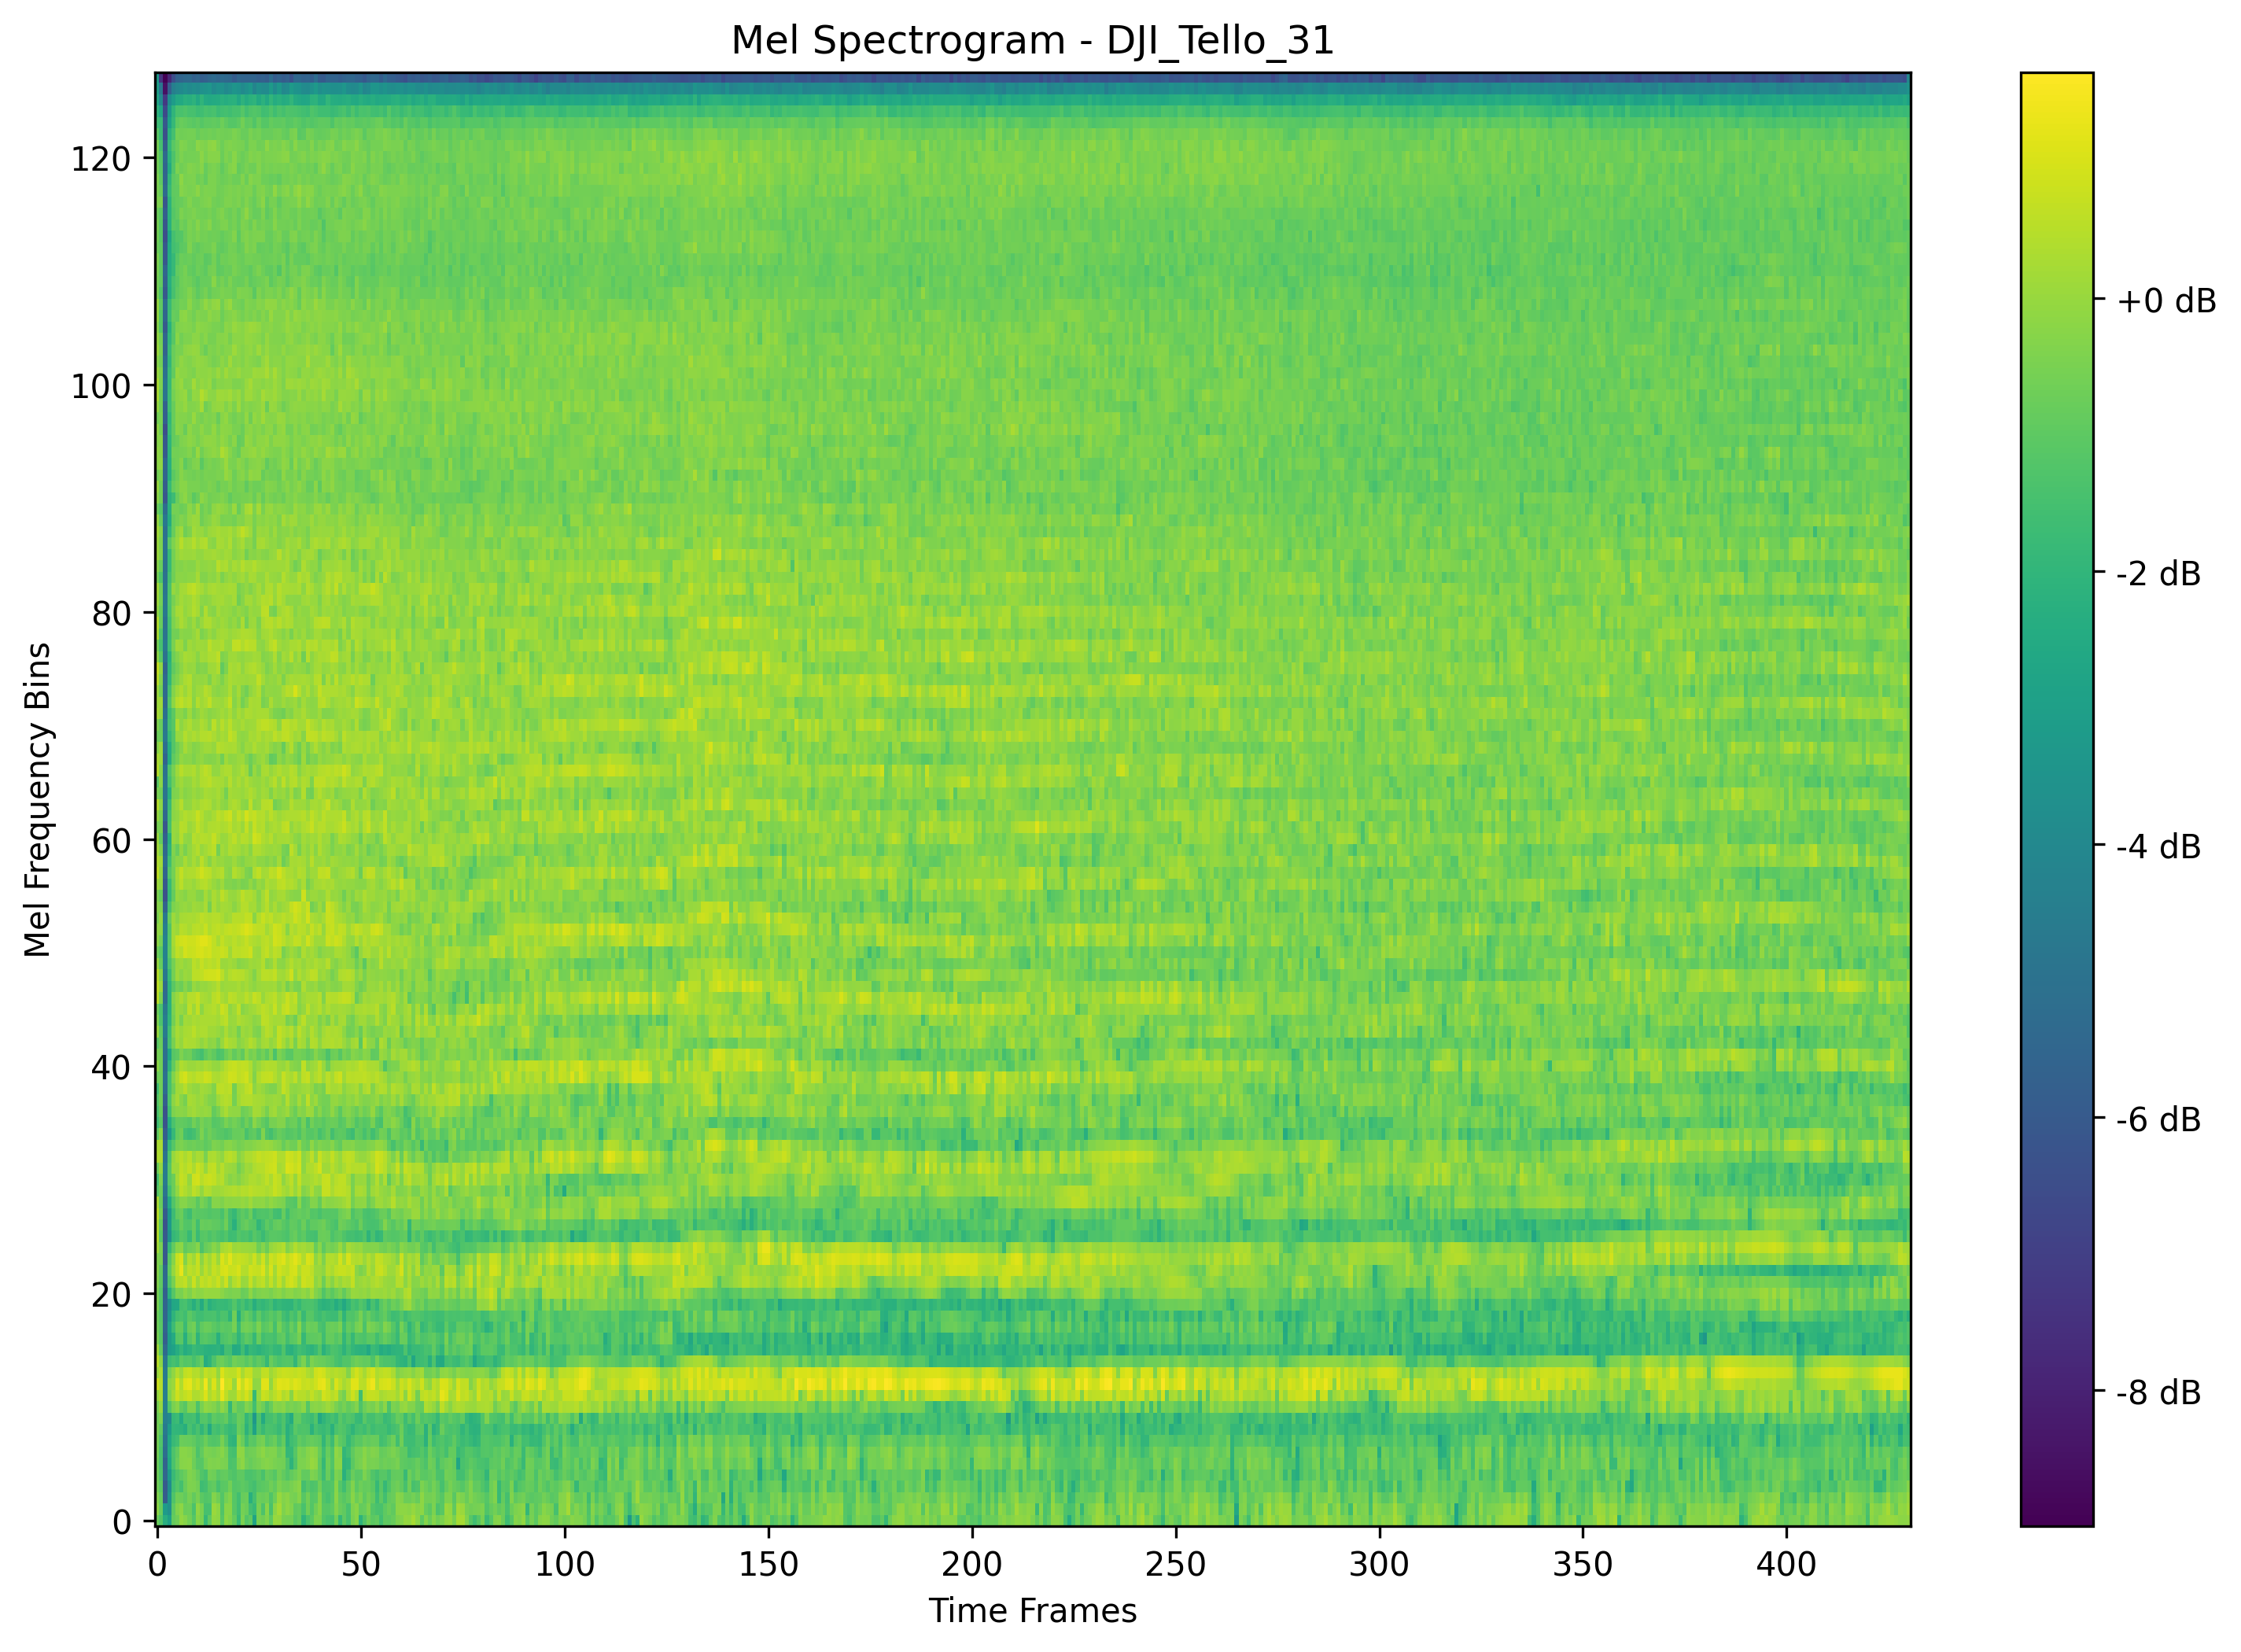 Mel Spectrogram - DJI_Tello_31
Mel Frequency Bins
120
100
80
60
40
20
0
0 50 100 150 200 250 300 350 400
Time Frames
+0 dB
-2 dB
-4 dB
-6 dB
-8 dB